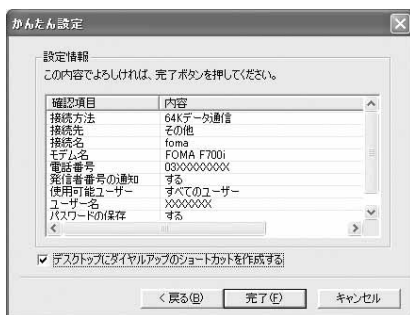 かんたん設定
設定情報
この内容でよろしければ、完了ボタンを押してください。
確認項目 内容
接続方法 64Kデータ通信
接続先 その他
接続名 foma
モデム名 FOMA F700i
電話番号 03XXXXXXXX
発信者番号の通知 する
使用可能ユーザー すべてのユーザー
ユーザー名 XXXXXXX
パスワードの保存 する
デスクトップにダイヤルアップのショートカットを作成する
< 戻る(B) 完了(F) キャンセル